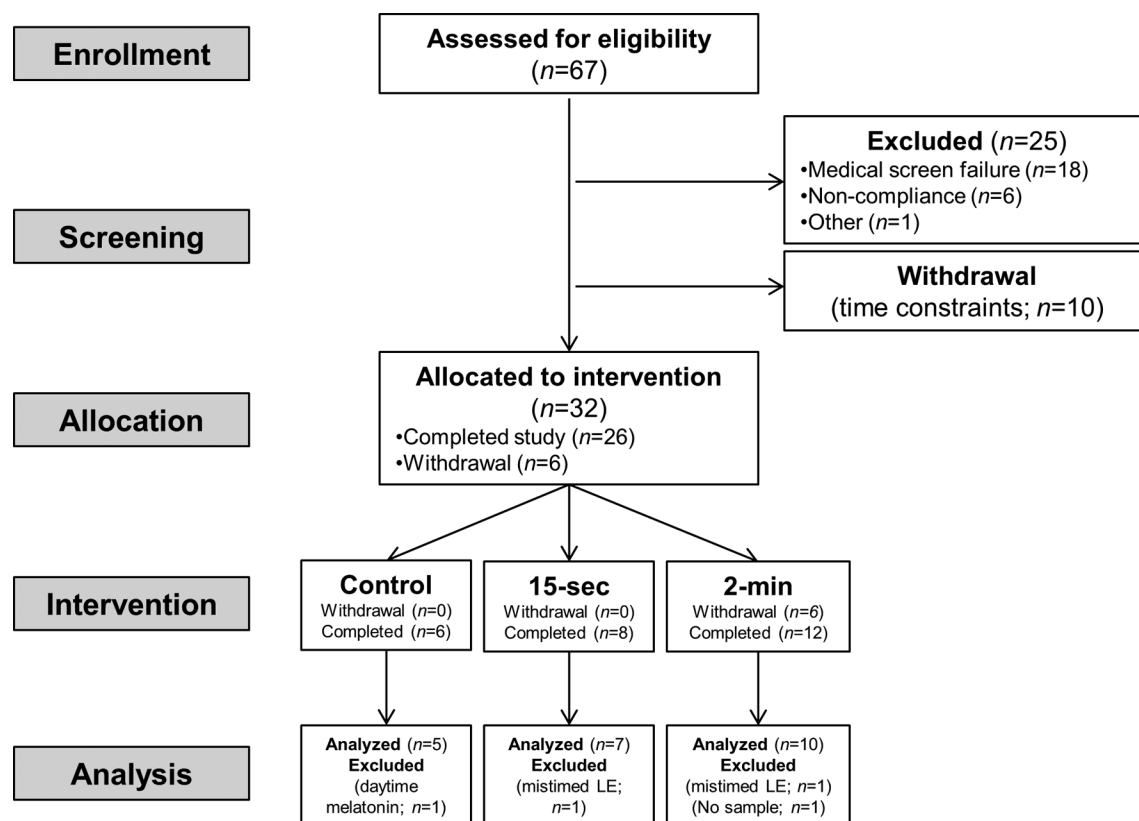 Enrollment
Assessed for eligibility
(n=67)
Excluded (n=25)
•Medical screen failure (n=18)
•Non-compliance (n=6)
•Other (n=1)
Screening
Withdrawal
(time constraints; n=10)
Allocation
Allocated to intervention
(n=32)
•Completed study (n=26)
•Withdrawal (n=6)
Intervention
Control
Withdrawal (n=0)
Completed (n=6)
15-sec
Withdrawal (n=0)
Completed (n=8)
2-min
Withdrawal (n=6)
Completed (n=12)
Analysis
Analyzed (n=5)
Excluded
(daytime
melatonin; n=1)
Analyzed (n=7)
Excluded
(mistimed LE;
n=1)
Analyzed (n=10)
Excluded
(mistimed LE; n=1)
(No sample; n=1)